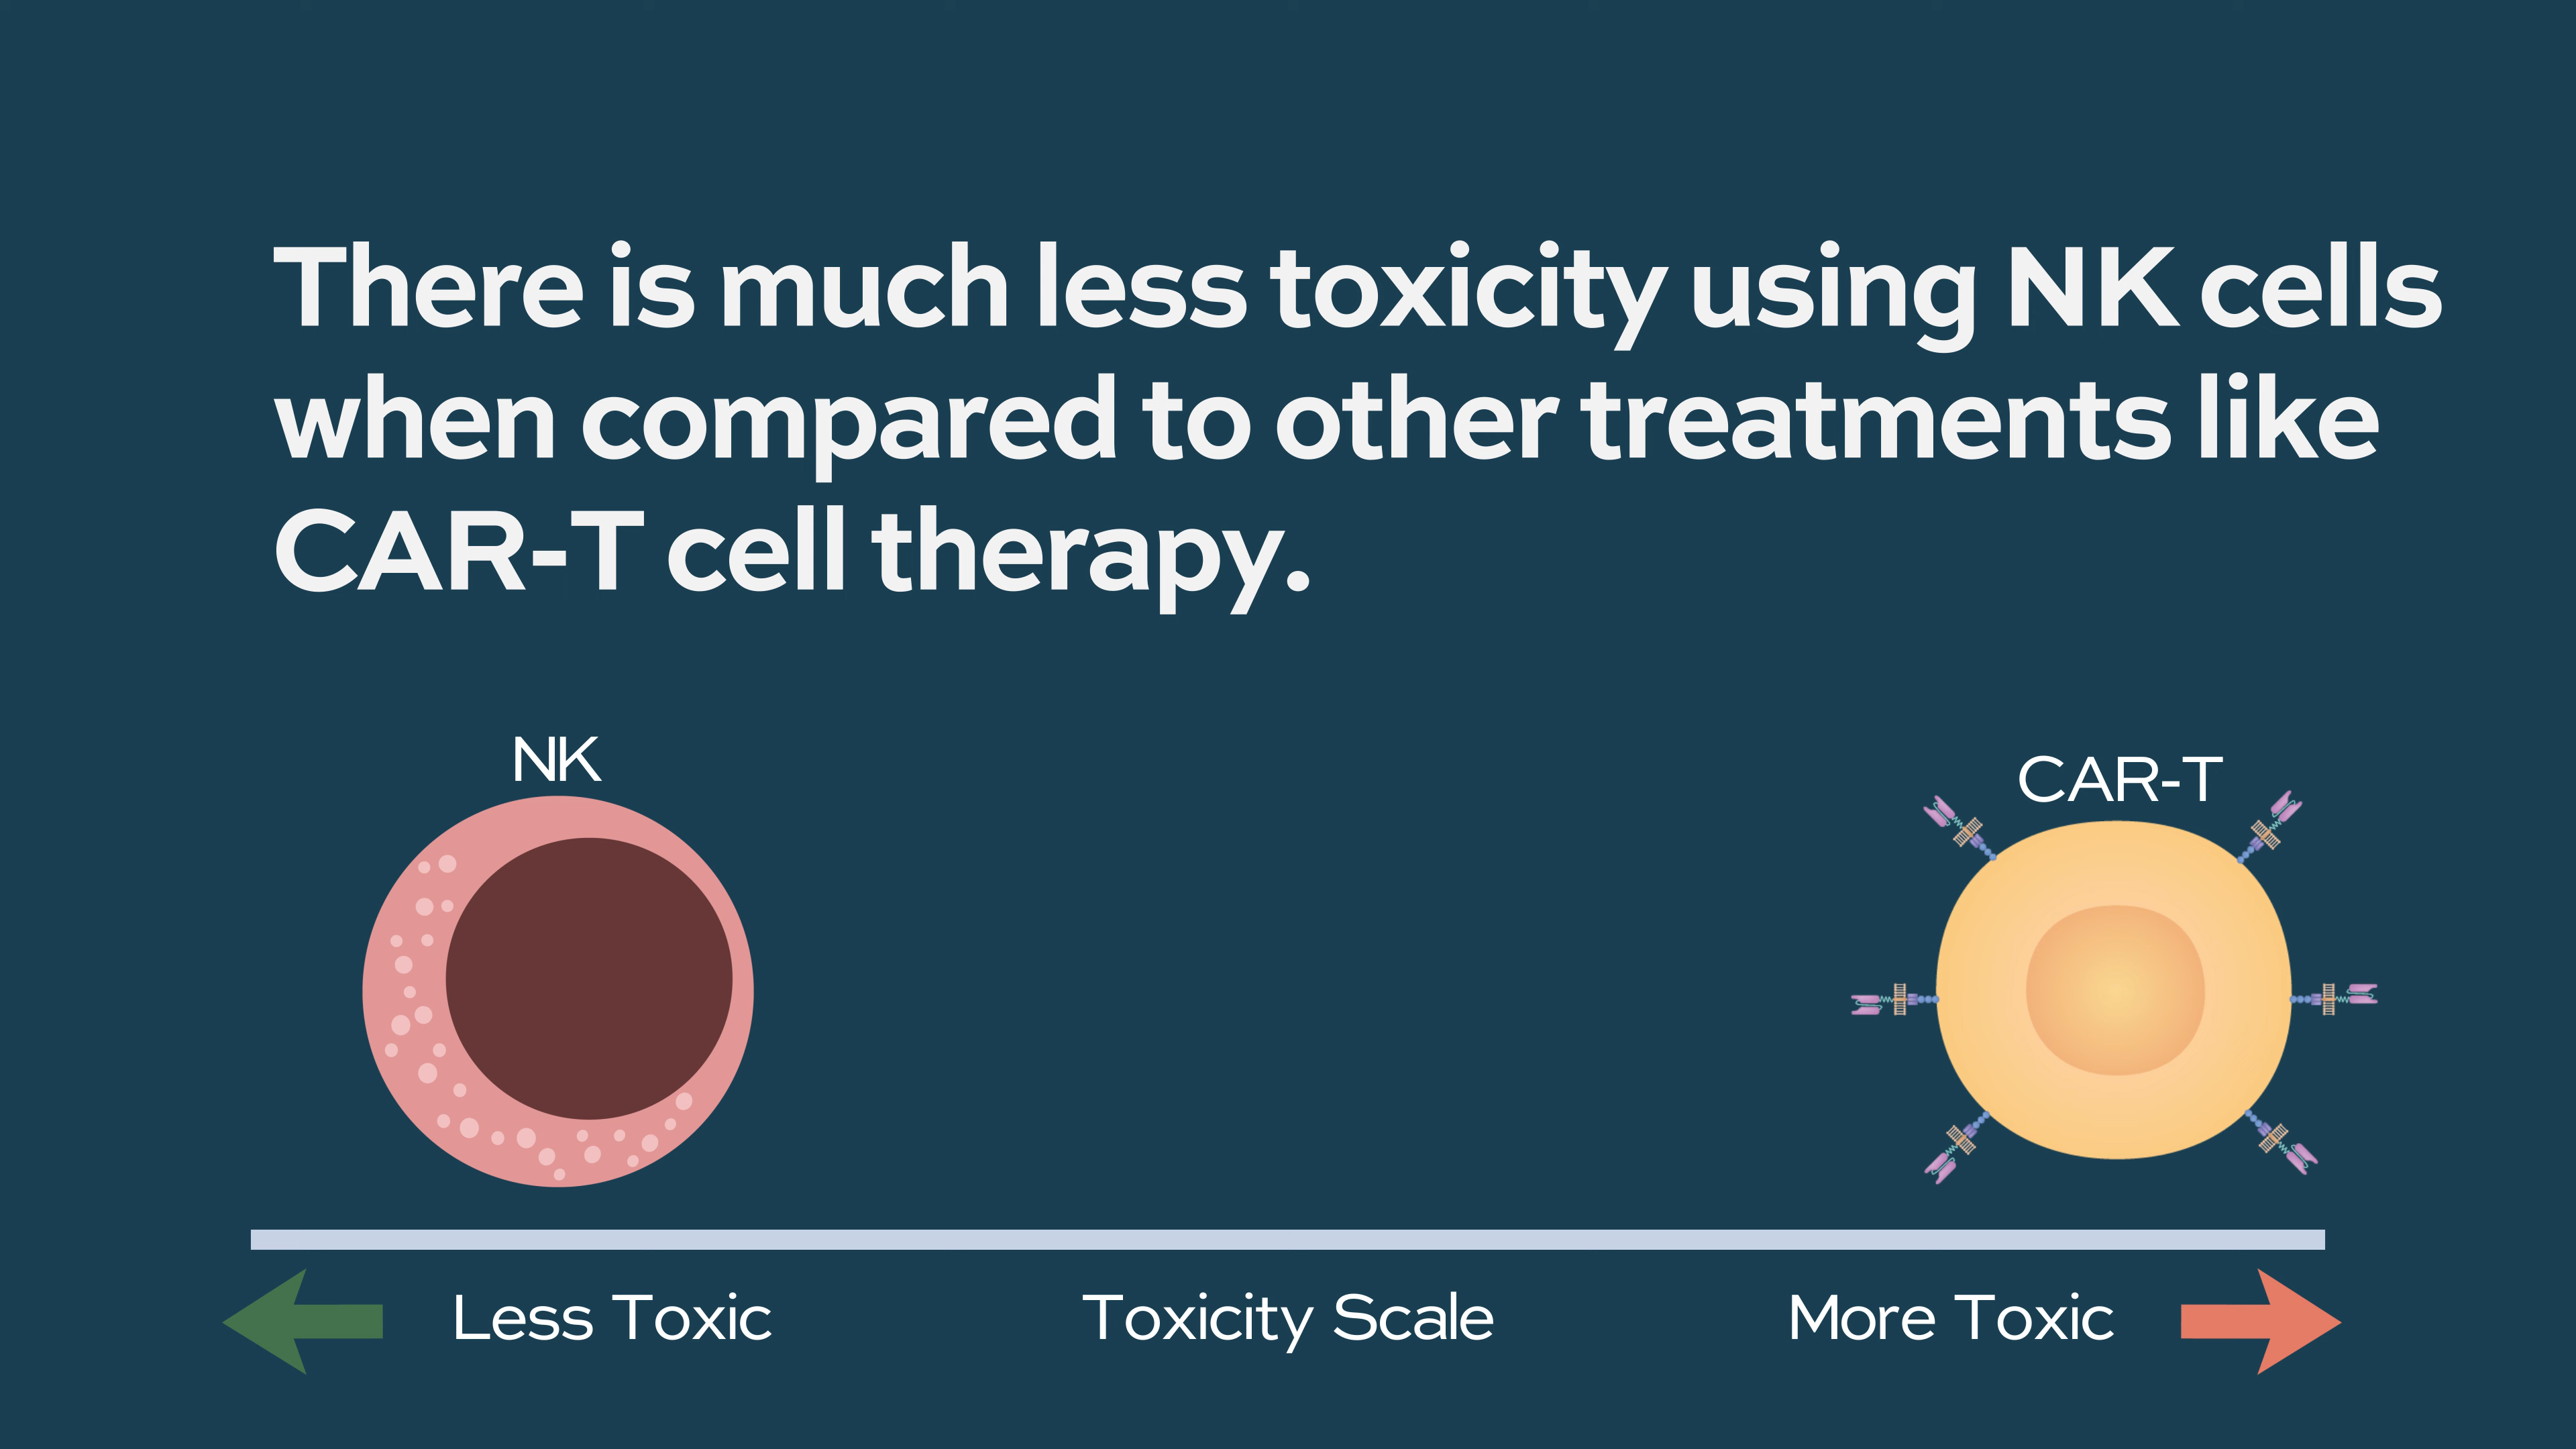 There is much less toxicity using NK cells
when compared to other treatments like
CAR-T cell therapy.
NK
CAR-T
Less Toxic
Toxicity Scale
More Toxic